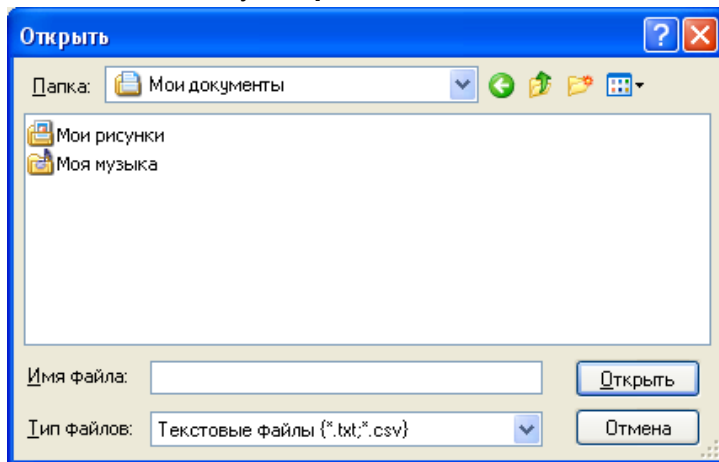 Открыть
Папка: Мои документы
Мои рисунки
Моя музыка
Имя файла: Открыть
Тип файлов: Текстовые файлы {*.txt;*.csv} Отмена